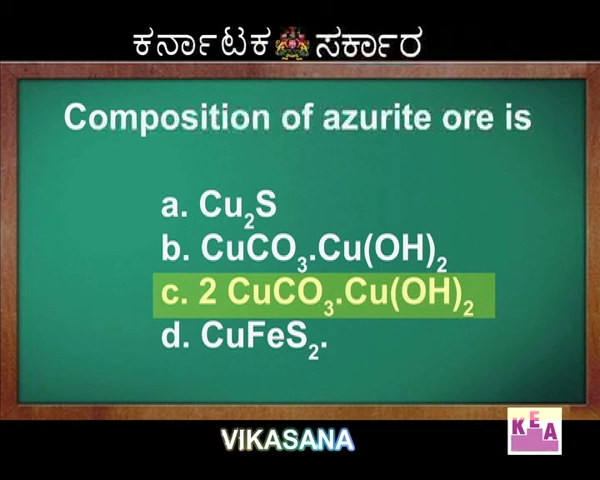 ಕರ್ನಾಟಕ ಸರ್ಕಾರ
Composition of azurite ore is
a. Cu₂S
b. CuCO₃.Cu(OH)₂
c. 2 CuCO₃.Cu(OH)₂
d. CuFeS₂.
VIKASANA
KEA